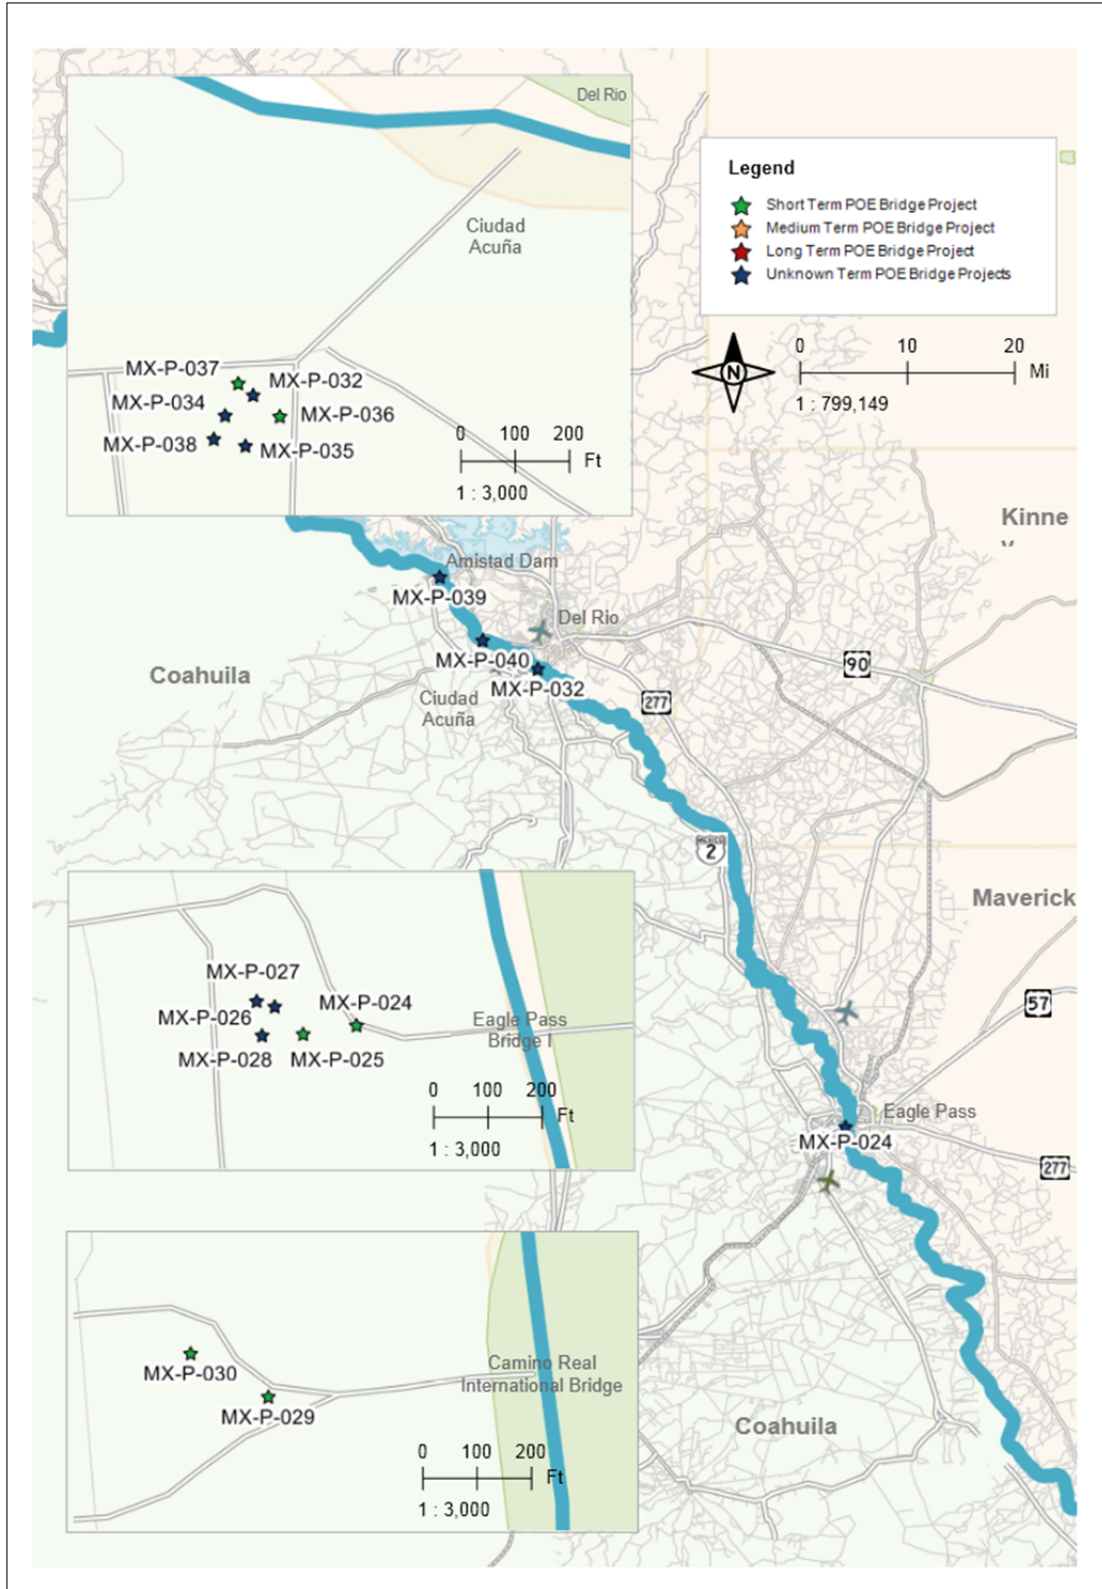 Del Rio
Ciudad
Acuña
MX-P-037
MX-P-032
MX-P-034
MX-P-036
MX-P-038
MX-P-035
0 100 200
Ft
1 : 3,000
Legend
Short Term POE Bridge Project
Medium Term POE Bridge Project
Long Term POE Bridge Project
Unknown Term POE Bridge Projects
N
0 10 20
Mi
1 : 799,149
Kinne
Amistad Dam
MX-P-039
Del Rio
MX-P-040
90
Coahuila
MX-P-032
Ciudad
Acuña
277
MEXICO
2
Maverick
MX-P-027
MX-P-026
MX-P-024
MX-P-028
MX-P-025
Eagle Pass
Bridge I
0 100 200
Ft
1 : 3,000
57
Eagle Pass
MX-P-024
277
MX-P-030
MX-P-029
Camino Real
International Bridge
0 100 200
Ft
1 : 3,000
Coahuila